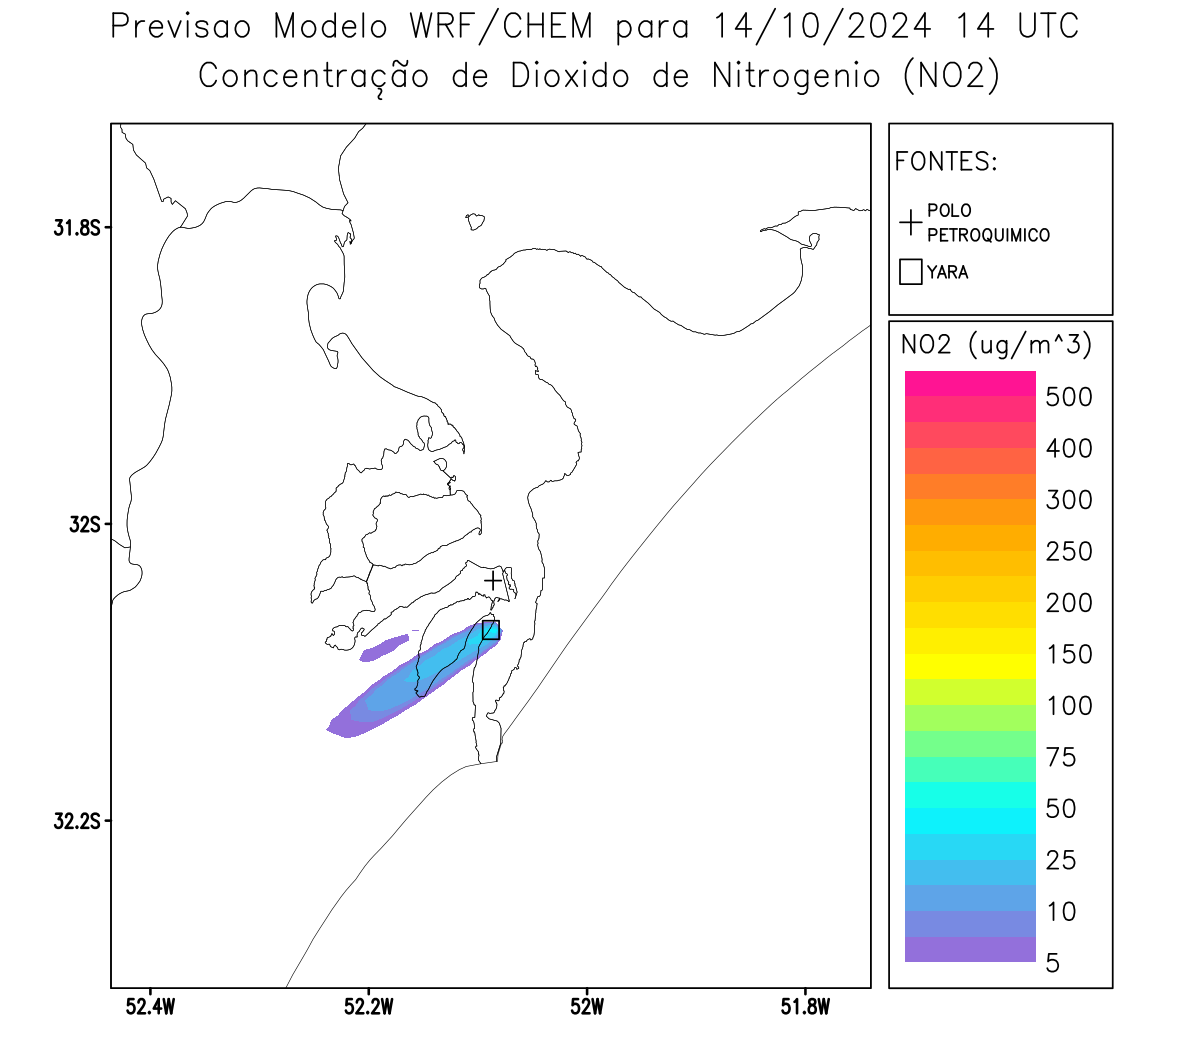 Previsao Modelo WRF/CHEM para 14/10/2024 14 UTC
Concentração de Dioxido de Nitrogenio (NO2)
FONTES:
POLO
PETROQUIMICO
YARA
NO2 (ug/m^3)
500
400
300
250
200
150
100
75
50
25
10
5
31.8S
32S
32.2S
52.4W
52.2W
52W
51.8W